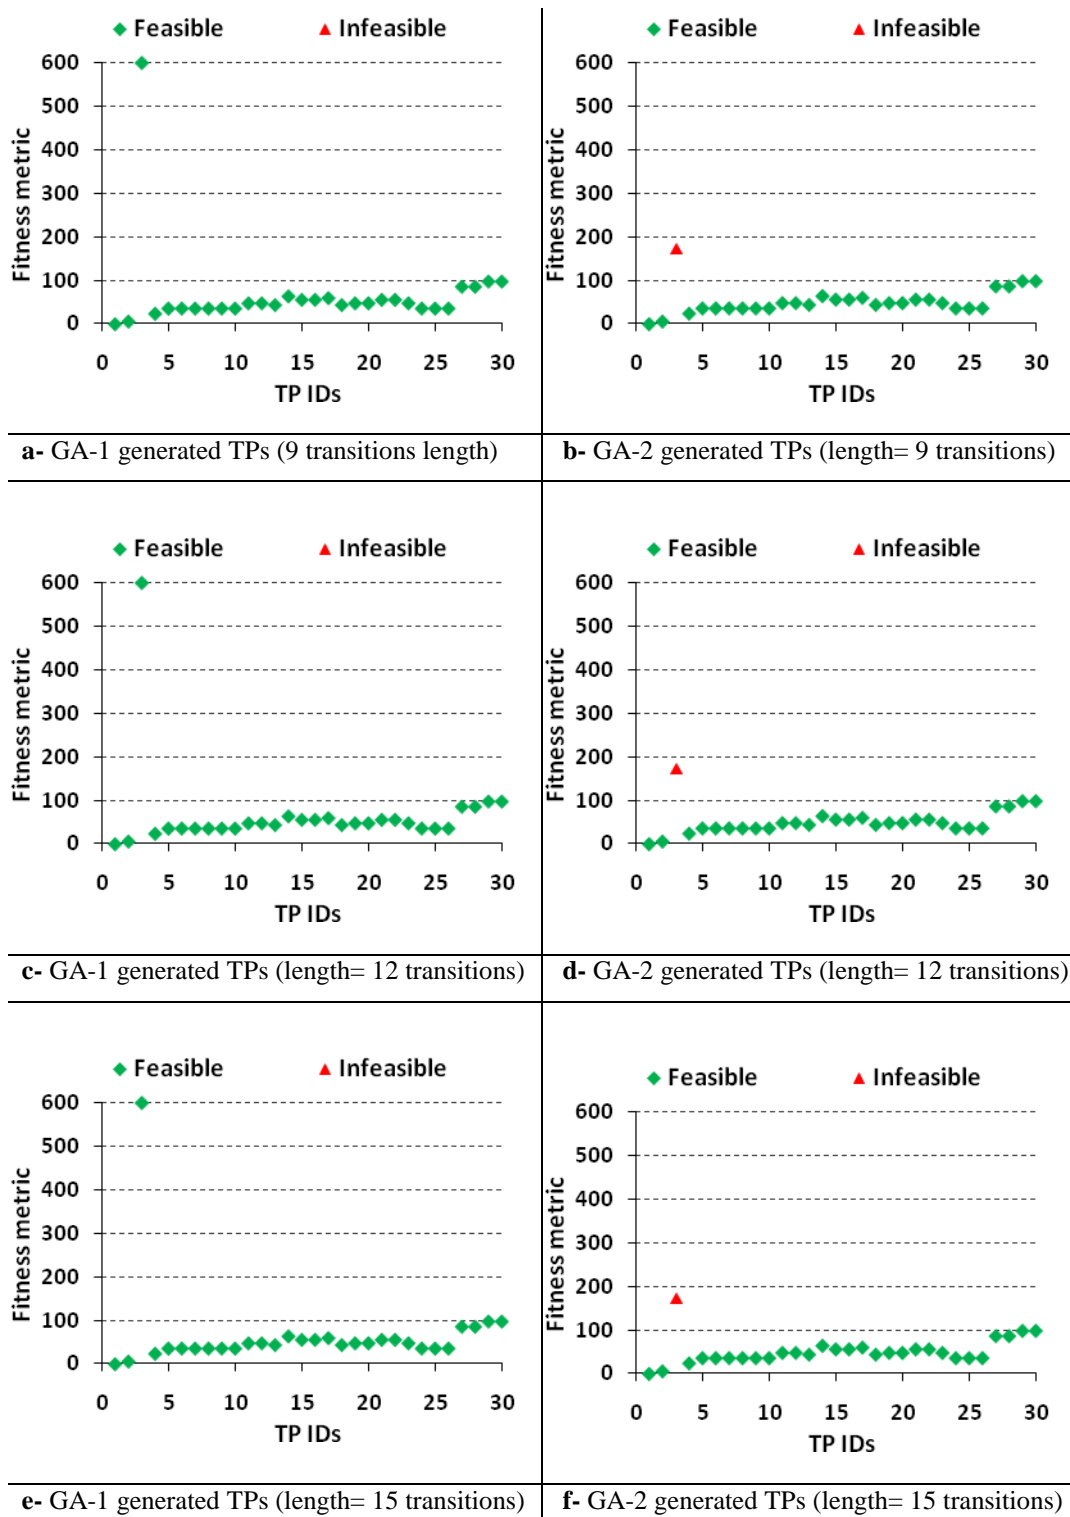 Feasible Infeasible
600
500
400
300
200
100
0
Fitness metric
0 5 10 15 20 25 30
TP IDs
a- GA-1 generated TPs (9 transitions length)
Feasible Infeasible
600
500
400
300
200
100
0
Fitness metric
0 5 10 15 20 25 30
TP IDs
b- GA-2 generated TPs (length= 9 transitions)
Feasible Infeasible
600
500
400
300
200
100
0
Fitness metric
0 5 10 15 20 25 30
TP IDs
c- GA-1 generated TPs (length= 12 transitions)
Feasible Infeasible
600
500
400
300
200
100
0
Fitness metric
0 5 10 15 20 25 30
TP IDs
d- GA-2 generated TPs (length= 12 transitions)
Feasible Infeasible
600
500
400
300
200
100
0
Fitness metric
0 5 10 15 20 25 30
TP IDs
e- GA-1 generated TPs (length= 15 transitions)
Feasible Infeasible
600
500
400
300
200
100
0
Fitness metric
0 5 10 15 20 25 30
TP IDs
f- GA-2 generated TPs (length= 15 transitions)